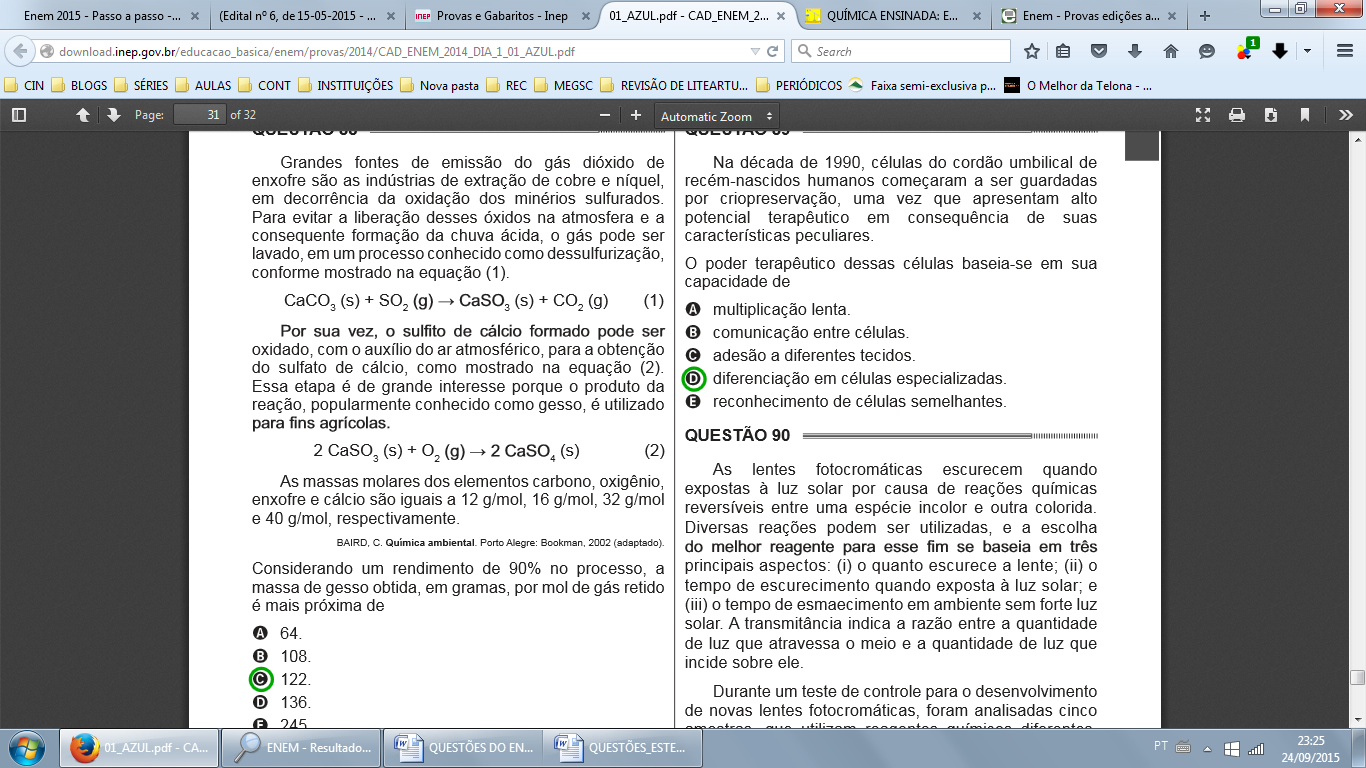 Enem 2015 - Passo a passo -...
(Edital nº 6, de 15-05-2015 - ...
INEP Provas e Gabaritos - Inep
01_AZUL.pdf - CAD_ENEM_2...
QUÍMICA ENSINADA: E...
Enem - Provas edições a...
download.inep.gov.br/educacao_basica/enem/provas/2014/CAD_ENEM_2014_DIA_1_01_AZUL.pdf
Search
1
CIN
BLOGS
SÉRIES
AULAS
CONT
INSTITUIÇÕES
Nova pasta
REC
MEGSC
REVISÃO DE LITEARTU...
PERIÓDICOS
Faixa semi-exclusiva p...
O Melhor da Telona - ...
Page: 31 of 32
Automatic Zoom
Grandes fontes de emissão do gás dióxido de
enxofre são as indústrias de extração de cobre e níquel,
em decorrência da oxidação dos minérios sulfurados.
Para evitar a liberação desses óxidos na atmosfera e a
consequente formação da chuva ácida, o gás pode ser
lavado, em um processo conhecido como dessulfurização,
conforme mostrado na equação (1).
CaCO3 (s) + SO2 (g) → CaSO3 (s) + CO2 (g) (1)
Por sua vez, o sulfito de cálcio formado pode ser
oxidado, com o auxílio do ar atmosférico, para a obtenção
do sulfato de cálcio, como mostrado na equação (2).
Essa etapa é de grande interesse porque o produto da
reação, popularmente conhecido como gesso, é utilizado
para fins agrícolas.
2 CaSO3 (s) + O2 (g) → 2 CaSO4 (s) (2)
As massas molares dos elementos carbono, oxigênio,
enxofre e cálcio são iguais a 12 g/mol, 16 g/mol, 32 g/mol
e 40 g/mol, respectivamente.
BAIRD, C. Química ambiental. Porto Alegre: Bookman, 2002 (adaptado).
Considerando um rendimento de 90% no processo, a
massa de gesso obtida, em gramas, por mol de gás retido
é mais próxima de
A 64.
B 108.
C 122.
D 136.
E 245.
QUESTÃO 89
Na década de 1990, células do cordão umbilical de
recém-nascidos humanos começaram a ser guardadas
por criopreservação, uma vez que apresentam alto
potencial terapêutico em consequência de suas
características peculiares.
O poder terapêutico dessas células baseia-se em sua
capacidade de
A multiplicação lenta.
B comunicação entre células.
C adesão a diferentes tecidos.
D diferenciação em células especializadas.
E reconhecimento de células semelhantes.
QUESTÃO 90
As lentes fotocromáticas escurecem quando
expostas à luz solar por causa de reações químicas
reversíveis entre uma espécie incolor e outra colorida.
Diversas reações podem ser utilizadas, e a escolha
do melhor reagente para esse fim se baseia em três
principais aspectos: (i) o quanto escurece a lente; (ii) o
tempo de escurecimento quando exposta à luz solar; e
(iii) o tempo de esmaecimento em ambiente sem forte luz
solar. A transmitância indica a razão entre a quantidade
de luz que atravessa o meio e a quantidade de luz que
incide sobre ele.
Durante um teste de controle para o desenvolvimento
de novas lentes fotocromáticas, foram analisadas cinco
amostras, que utilizam reagentes químicos diferentes.
01_AZUL.pdf - CA...
ENEM - Resultado...
QUESTÕES DO EN...
QUESTÕES_ESTE...
PT
23:25
24/09/2015